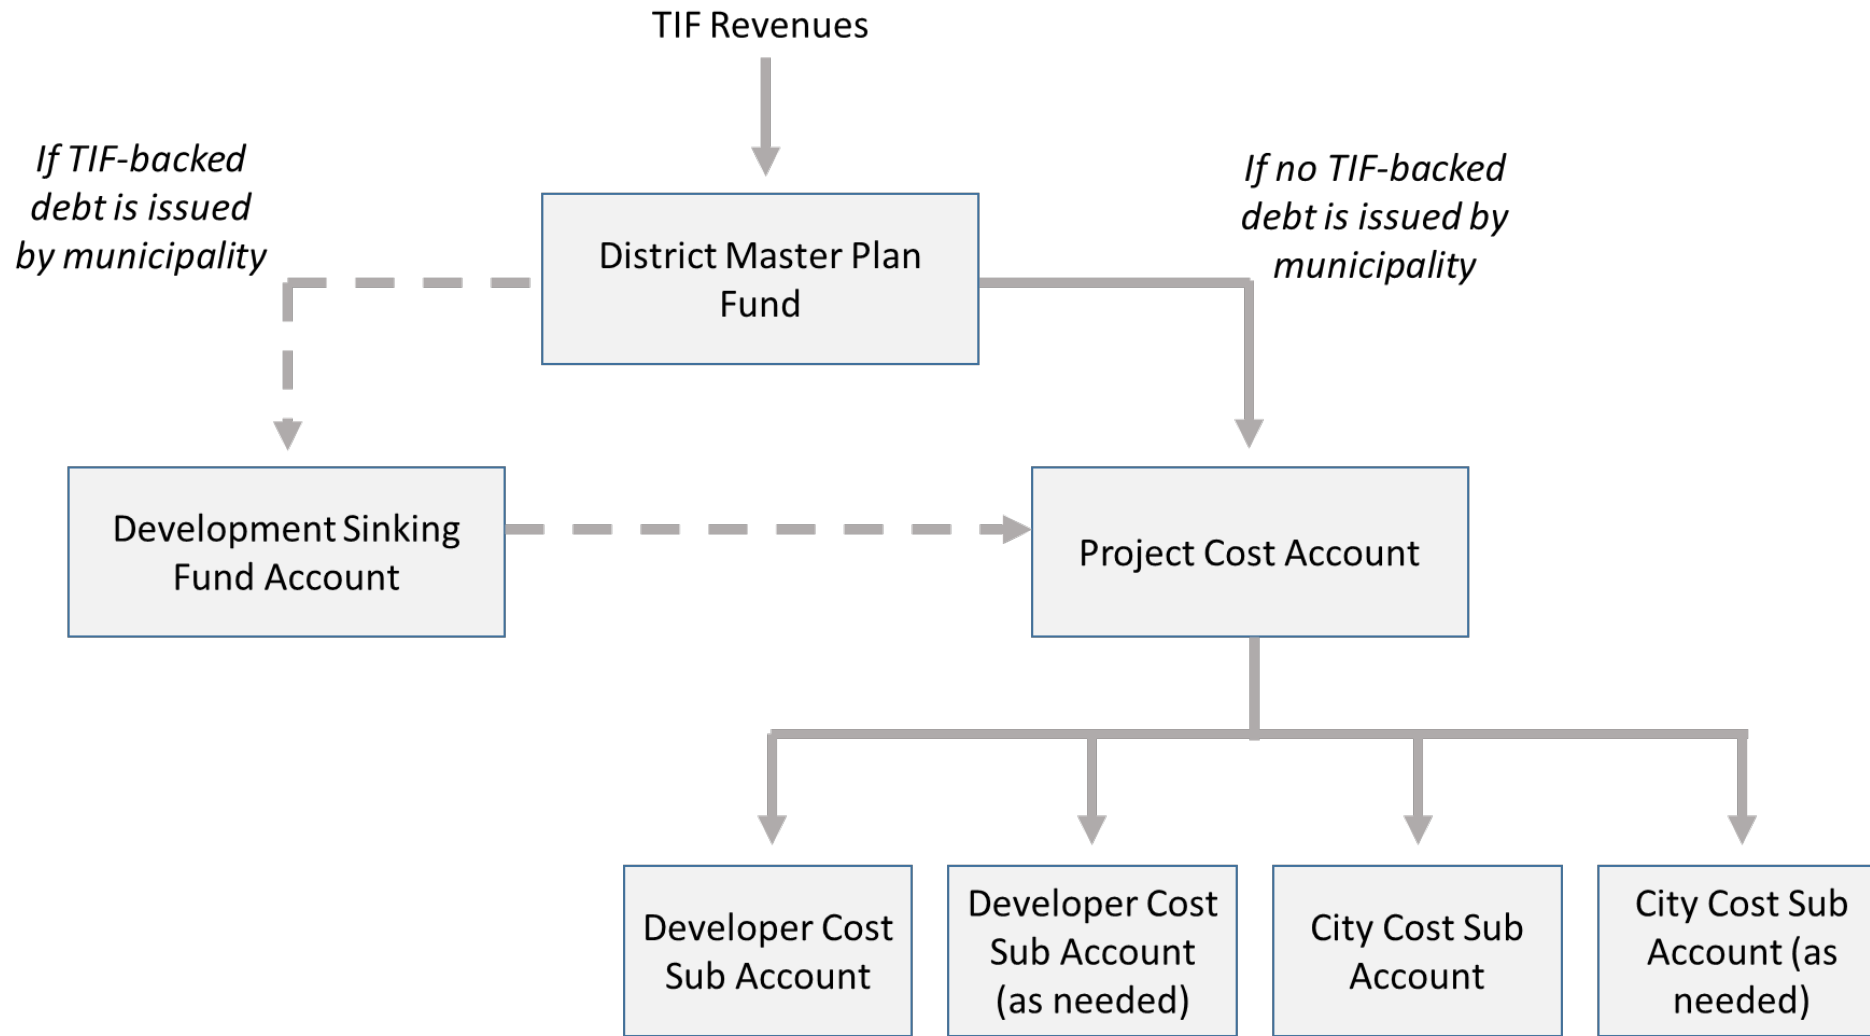 TIF Revenues
If TIF-backed
debt is issued
by municipality
If no TIF-backed
debt is issued by
municipality
District Master Plan
Fund
Development Sinking
Fund Account
Project Cost Account
Developer Cost
Sub Account
Developer Cost
Sub Account
(as needed)
City Cost Sub
Account
City Cost Sub
Account (as
needed)